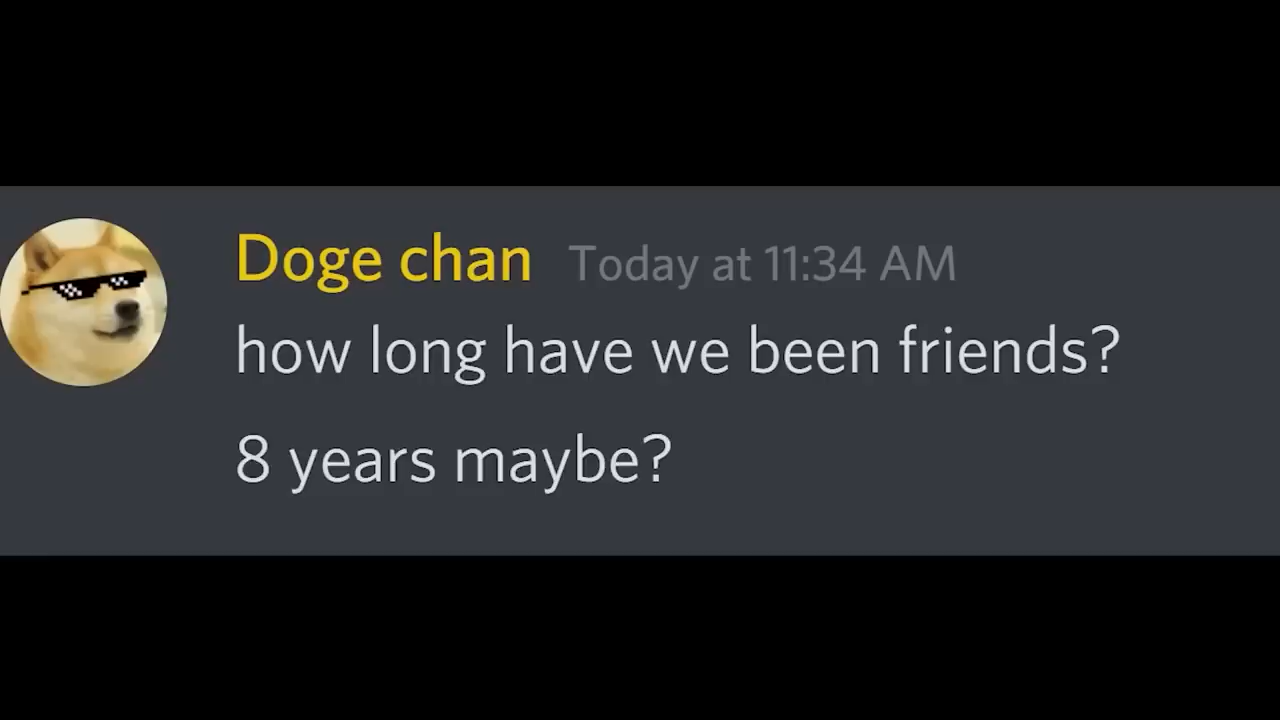 Doge chan Today at 11:34 AM
how long have we been friends?
8 years maybe?